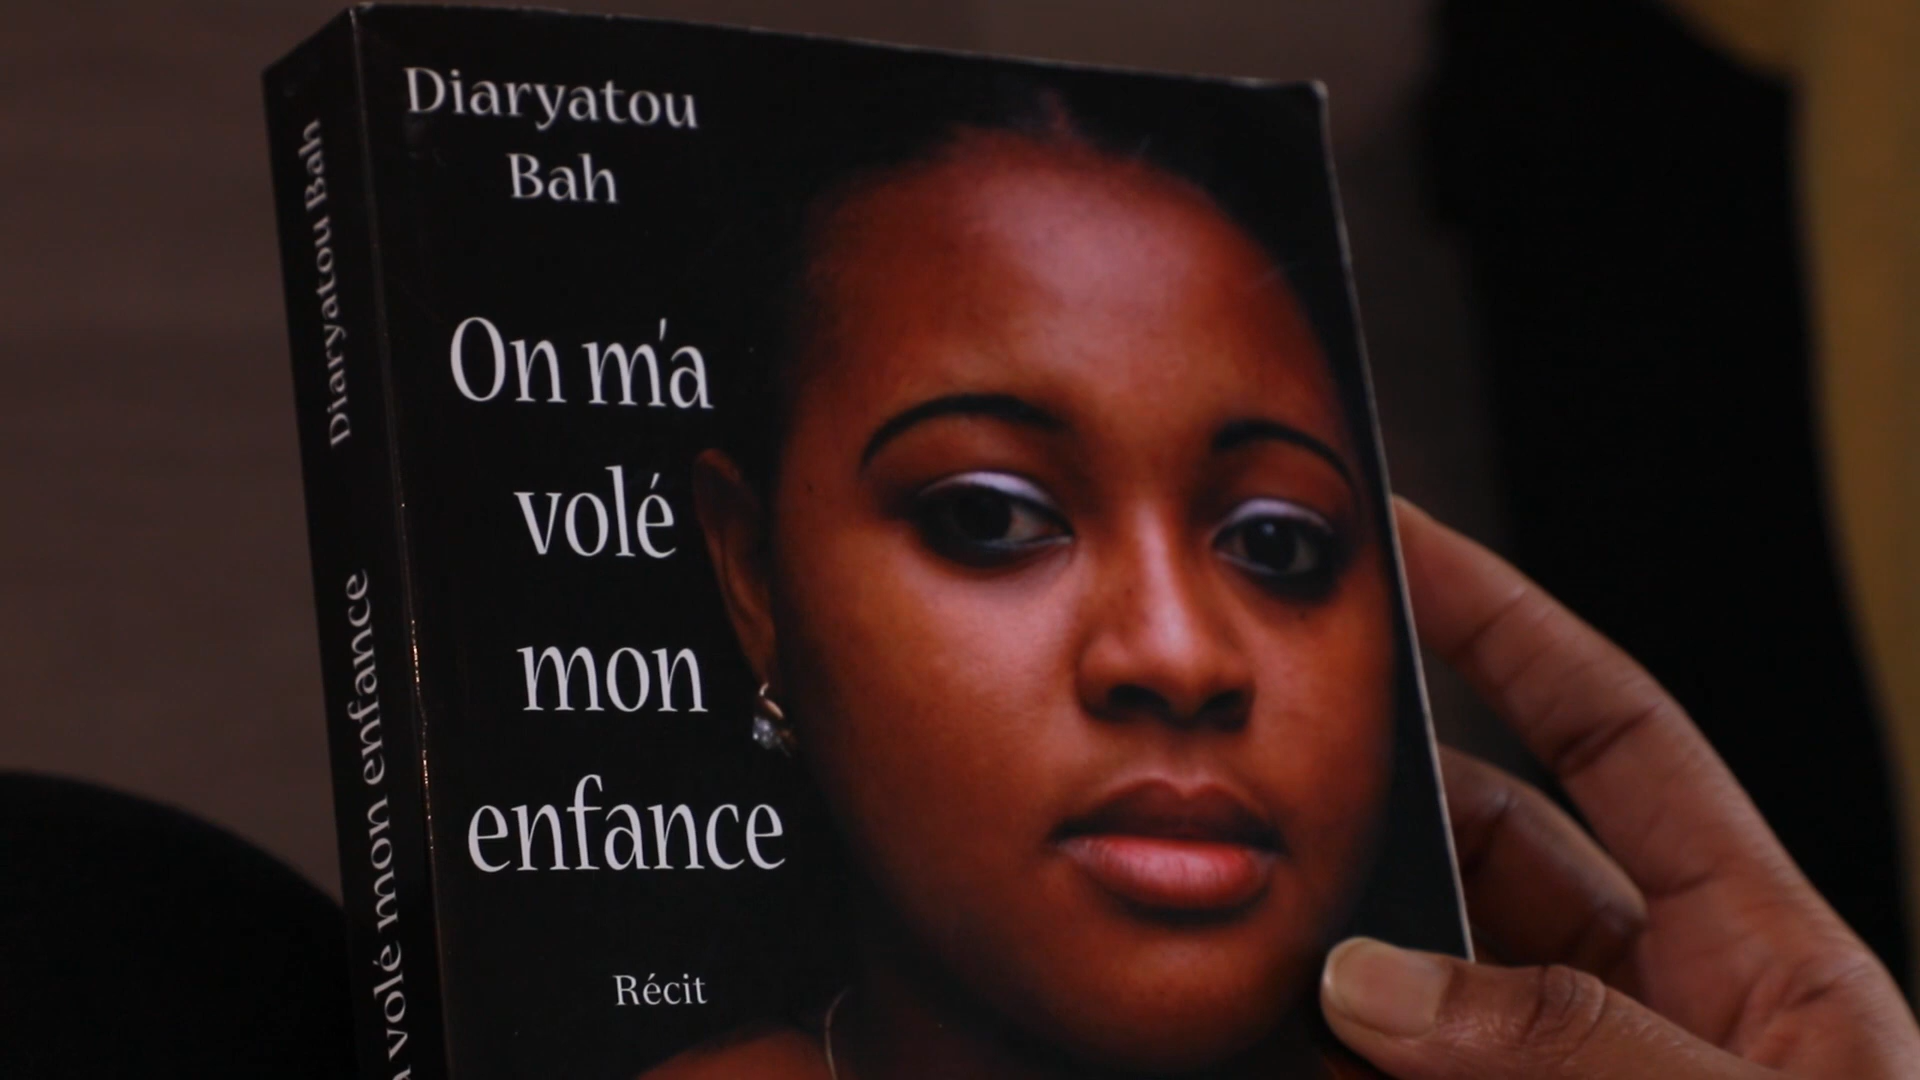 Diaryatou
Bah
On m'a
volé
mon
enfance
Récit
Diaryatou Bah
volé mon enfance